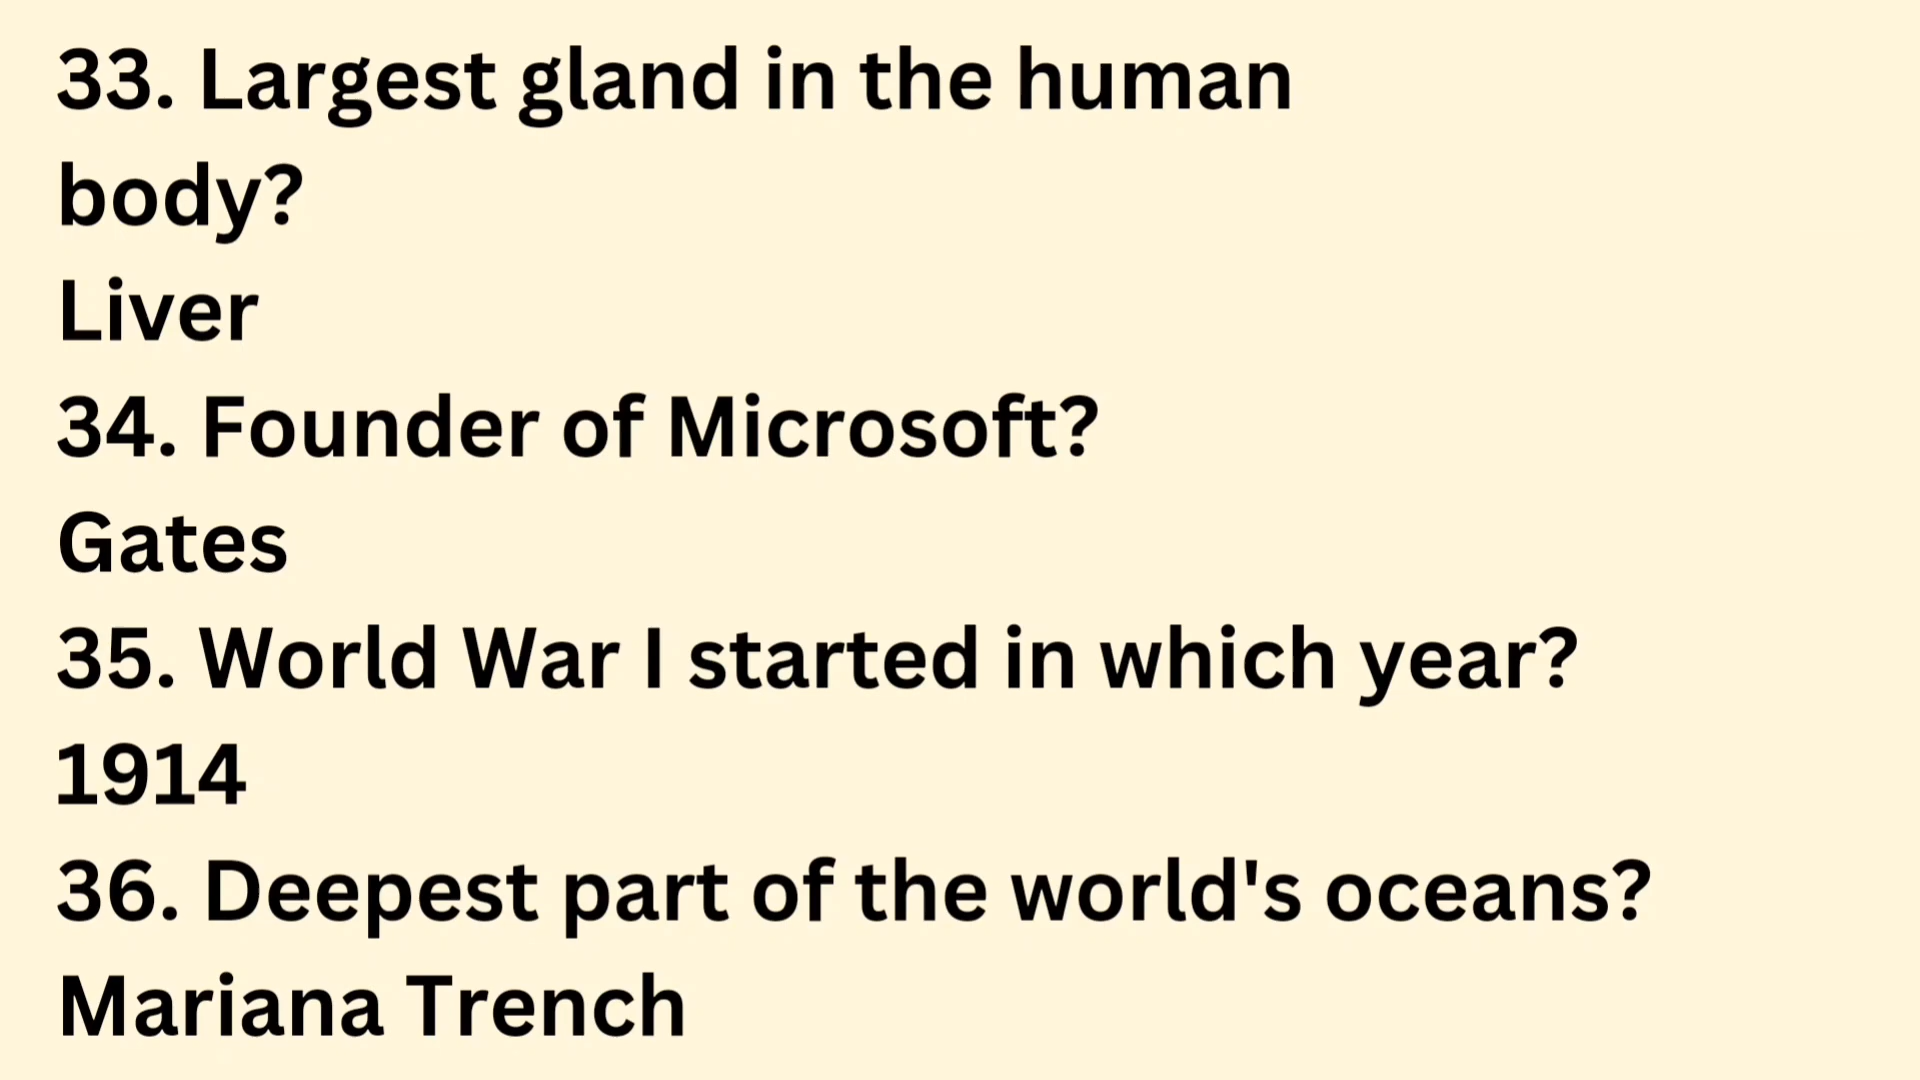 33. Largest gland in the human
body?
Liver
34. Founder of Microsoft?
Gates
35. World War I started in which year?
1914
36. Deepest part of the world's oceans?
Mariana Trench